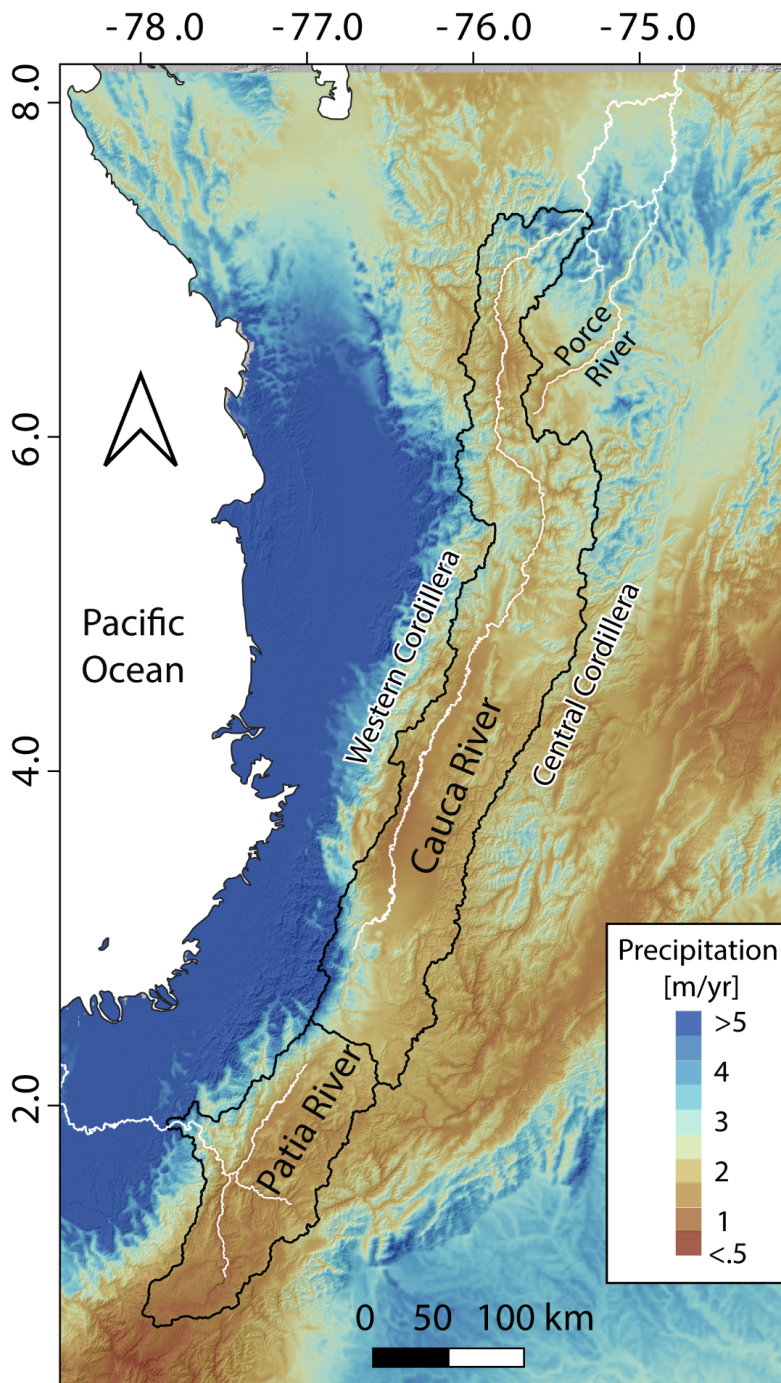 -78.0 -77.0 -76.0 -75.0
8.0
6.0
4.0
2.0
Porce
River
Pacific
Ocean
Western Cordillera
Central Cordillera
Cauca River
Patia River
Precipitation
[m/yr]
>5
4
3
2
1
<.5
0 50 100 km